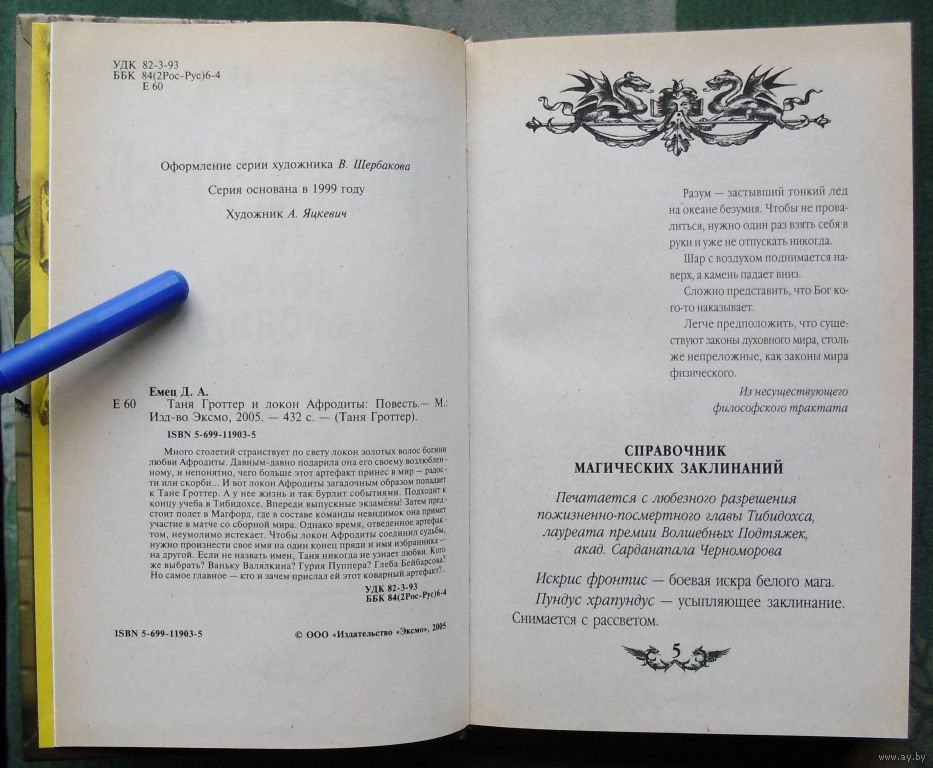 УДК 82-3-93
ББК 84(2Рос-Рус)6-4
Е 60
Оформление серии художника В. Щербакова
Серия основана в 1999 году
Художник А. Яцкевич
Емец Д. А.
Е 60 Таня Гроттер и локон Афродиты: Повесть.— М.:
Изд-во Эксмо, 2005. — 432 с. — (Таня Гроттер).
ISBN 5-699-11903-5
Много столетий странствует по свету локон золотых волос богини
любви Афродиты. Давным-давно подарила она его своему возлюблен-
ному, и непонятно, чего больше этот артефакт принес в мир — радос-
ти или скорби... И вот локон Афродиты загадочным образом попадает
к Тане Гроттер. А у нее жизнь и так бурлит событиями. Подходит к
концу учеба в Тибидохсе. Впереди выпускные экзамены! Затем пред-
стоит полет в Магфорд, где в составе команды невидимок она примет
участие в матче со сборной мира. Однако время, отведенное артефак-
том, неумолимо истекает. Чтобы локон Афродиты соединил судьбы,
нужно произнести свое имя на один конец пряди и имя избранника —
на другой. Если не назвать имен, Таня никогда не узнает любви. Кого
же выбрать? Ваньку Валялкина? Гурия Пуппера? Глеба Бейбарсова?
Но самое главное — кто и зачем прислал ей этот коварный артефакт?..
УДК 82-3-93
ББК 84(2Рос-Рус)6-4
ISBN 5-699-11903-5
© ООО «Издательство «Эксмо», 2005
Разум — застывший тонкий лед
на океане безумия. Чтобы не прова-
литься, нужно один раз взять себя в
руки и уже не отпускать никогда.
Шар с воздухом поднимается на-
верх, а камень падает вниз.
Сложно представить, что Бог ко-
го-то наказывает.
Легче предположить, что суще-
ствуют законы духовного мира, столь
же непреложные, как законы мира
физического.
Из несуществующего
философского трактата
СПРАВОЧНИК
МАГИЧЕСКИХ ЗАКЛИНАНИЙ
Печатается с любезного разрешения
пожизненно-посмертного главы Тибидохса,
лауреата премии Волшебных Подтяжек,
акад. Сарданапала Черноморова
Искрис фронтис — боевая искра белого мага.
Пундус храпундус — усыпляющее заклинание.
Снимается с рассветом.
5
www.ay.by